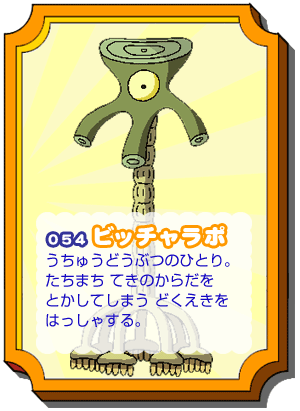 054 ビッチャラポ
うちゅうどうぶつのひとり。
たちまち てきのからだを
とかしてしまう どくえきを
はっしゃする。